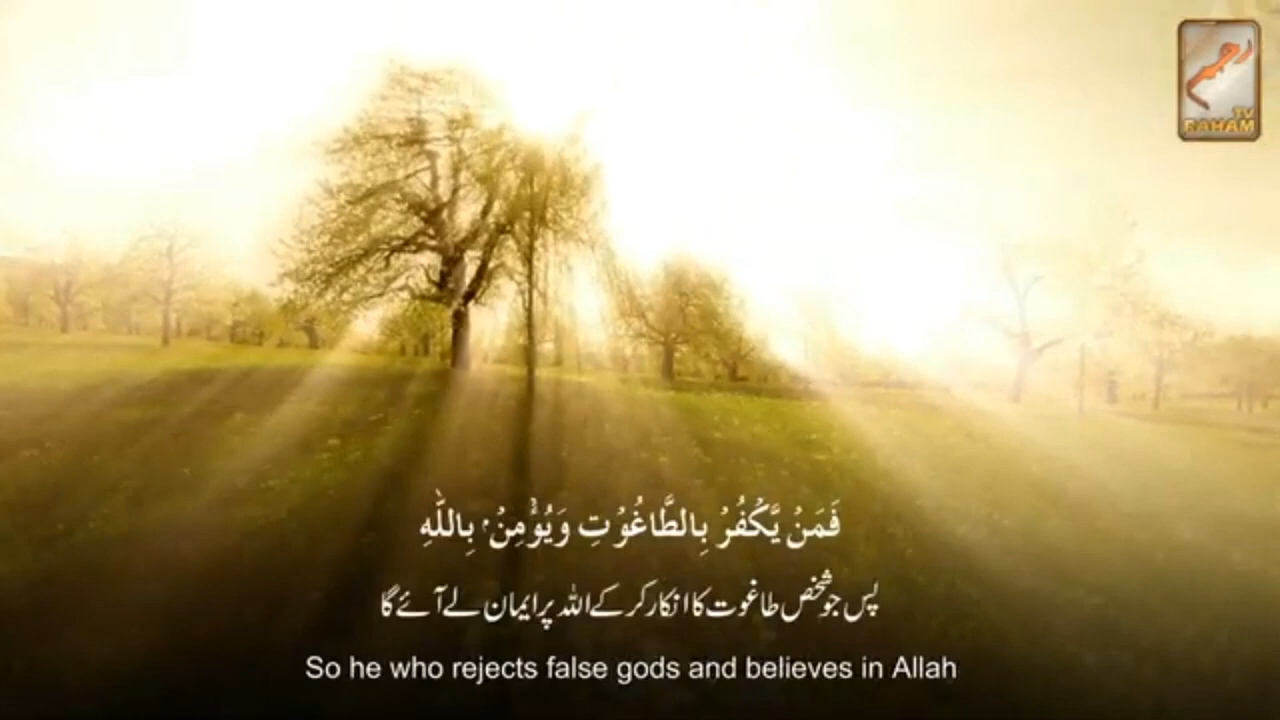 رحم
TV
RAHAM
فَمَنْ يَّكْفُرْ بِالطَّاغُوْتِ وَيُؤْمِنْۢ بِاللّٰهِ
پس جو شخص طاغوت کا انکار کر کے اللہ پر ایمان لے آئے گا
So he who rejects false gods and believes in Allah